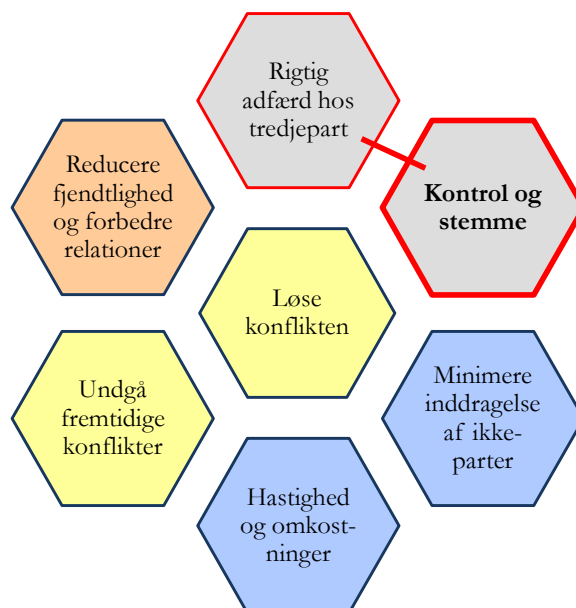 Rigtig
adfærd hos
tredjepart
Reducere
fjendtlighed
og forbedre
relationer
Kontrol og
stemme
Løse
konflikten
Undgå
fremtidige
konflikter
Minimere
inddragelse
af ikke-
parter
Hastighed
og omkost-
ninger